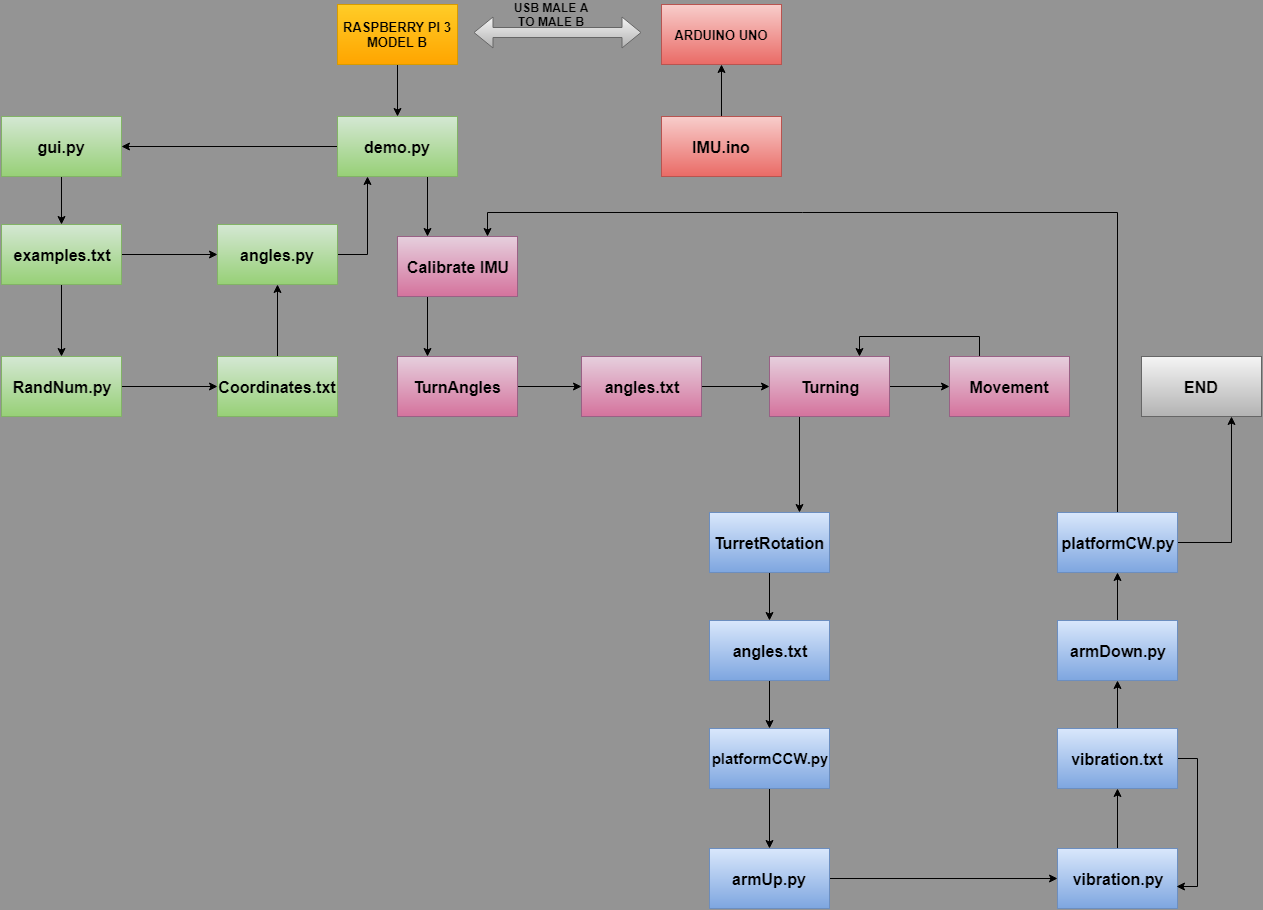 USB MALE A
TO MALE B
RASPBERRY PI 3
MODEL B
ARDUINO UNO
gui.py
demo.py
IMU.ino
examples.txt
angles.py
Calibrate IMU
RandNum.py
Coordinates.txt
TurnAngles
angles.txt
Turning
Movement
END
TurretRotation
platformCW.py
angles.txt
armDown.py
platformCCW.py
vibration.txt
armUp.py
vibration.py